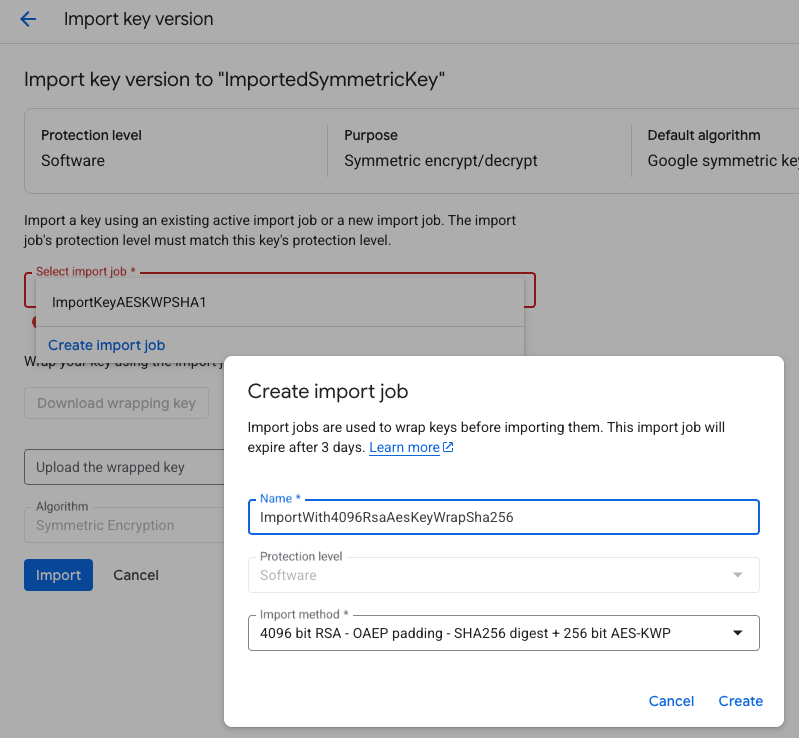 Import key version
Import key version to "ImportedSymmetricKey"
Protection level
Software
Purpose
Symmetric encrypt/decrypt
Default algorithm
Google symmetric key
Import a key using an existing active import job or a new import job. The import
job's protection level must match this key's protection level.
Select import job *
ImportKeyAESKWPSHA1
Create import job
Wrap your key using the import
Download wrapping key
Upload the wrapped key
Algorithm
Symmetric Encryption
Import
Cancel
Create import job
Import jobs are used to wrap keys before importing them. This import job will
expire after 3 days. Learn more
Name *
ImportWith4096RsaAesKeyWrapSha256
Protection level
Software
Import method *
4096 bit RSA - OAEP padding - SHA256 digest + 256 bit AES-KWP
Cancel
Create